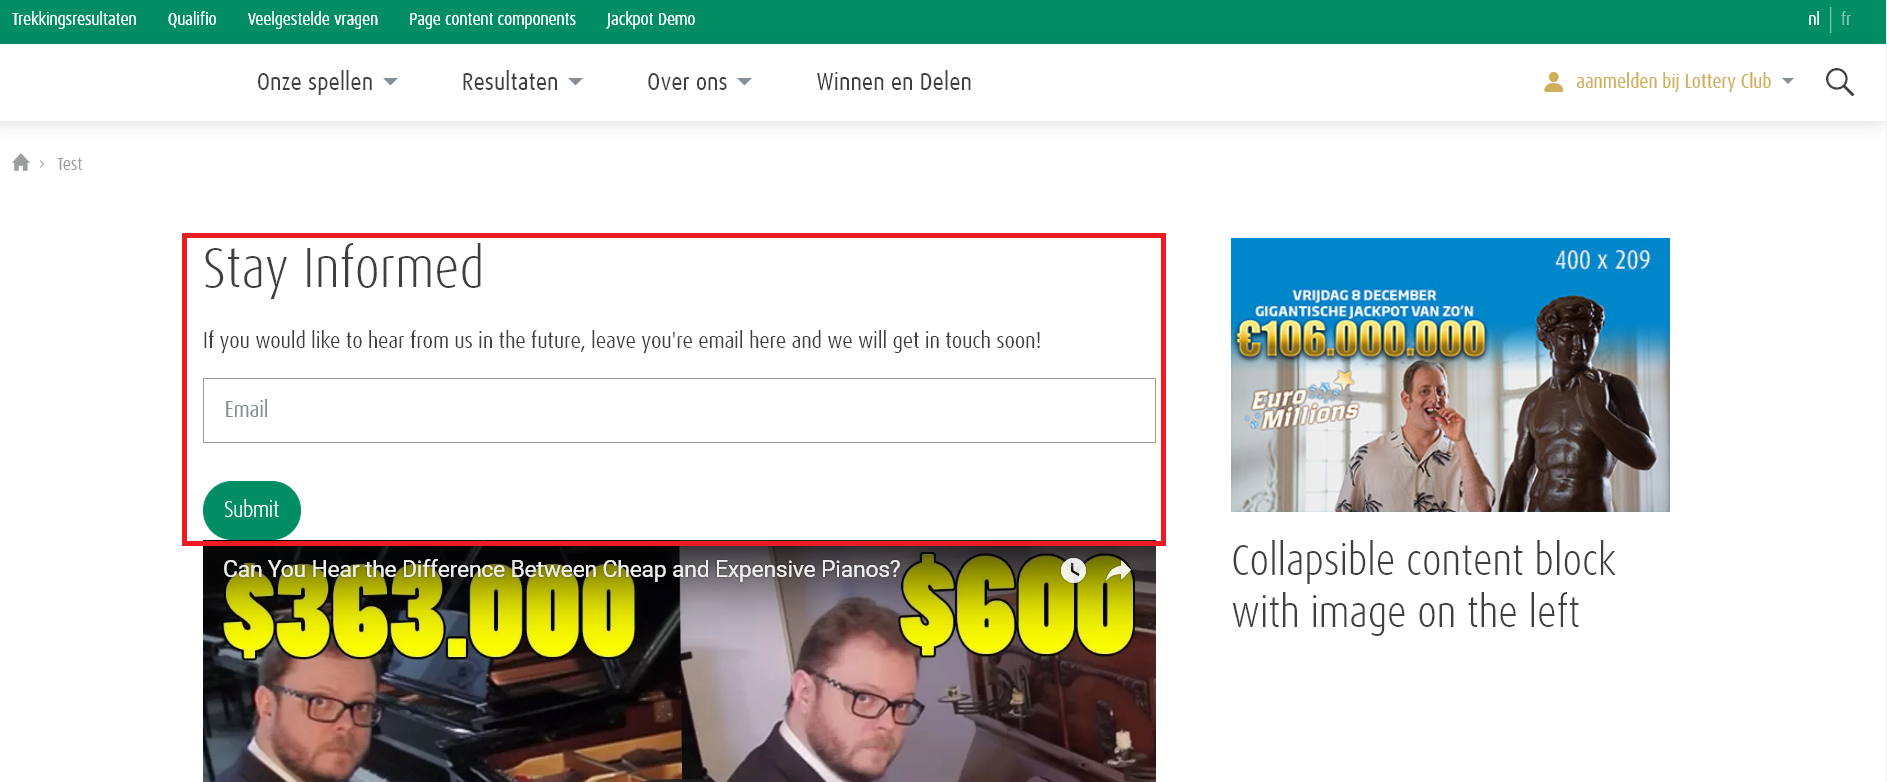 Trekkingsresultaten Qualifio Veelgestelde vragen Page content components Jackpot Demo nl fr
Onze spellen Resultaten Over ons Winnen en Delen aanmelden bij Lottery Club
Test
Stay Informed
If you would like to hear from us in the future, leave you're email here and we will get in touch soon!
Email
Submit
Can You Hear the Difference Between Cheap and Expensive Pianos?
$363.000 $600
400 x 209
VRIJDAG 8 DECEMBER
GIGANTISCHE JACKPOT VAN ZO'N
€106.000.000
Euro
Millions
Collapsible content block
with image on the left